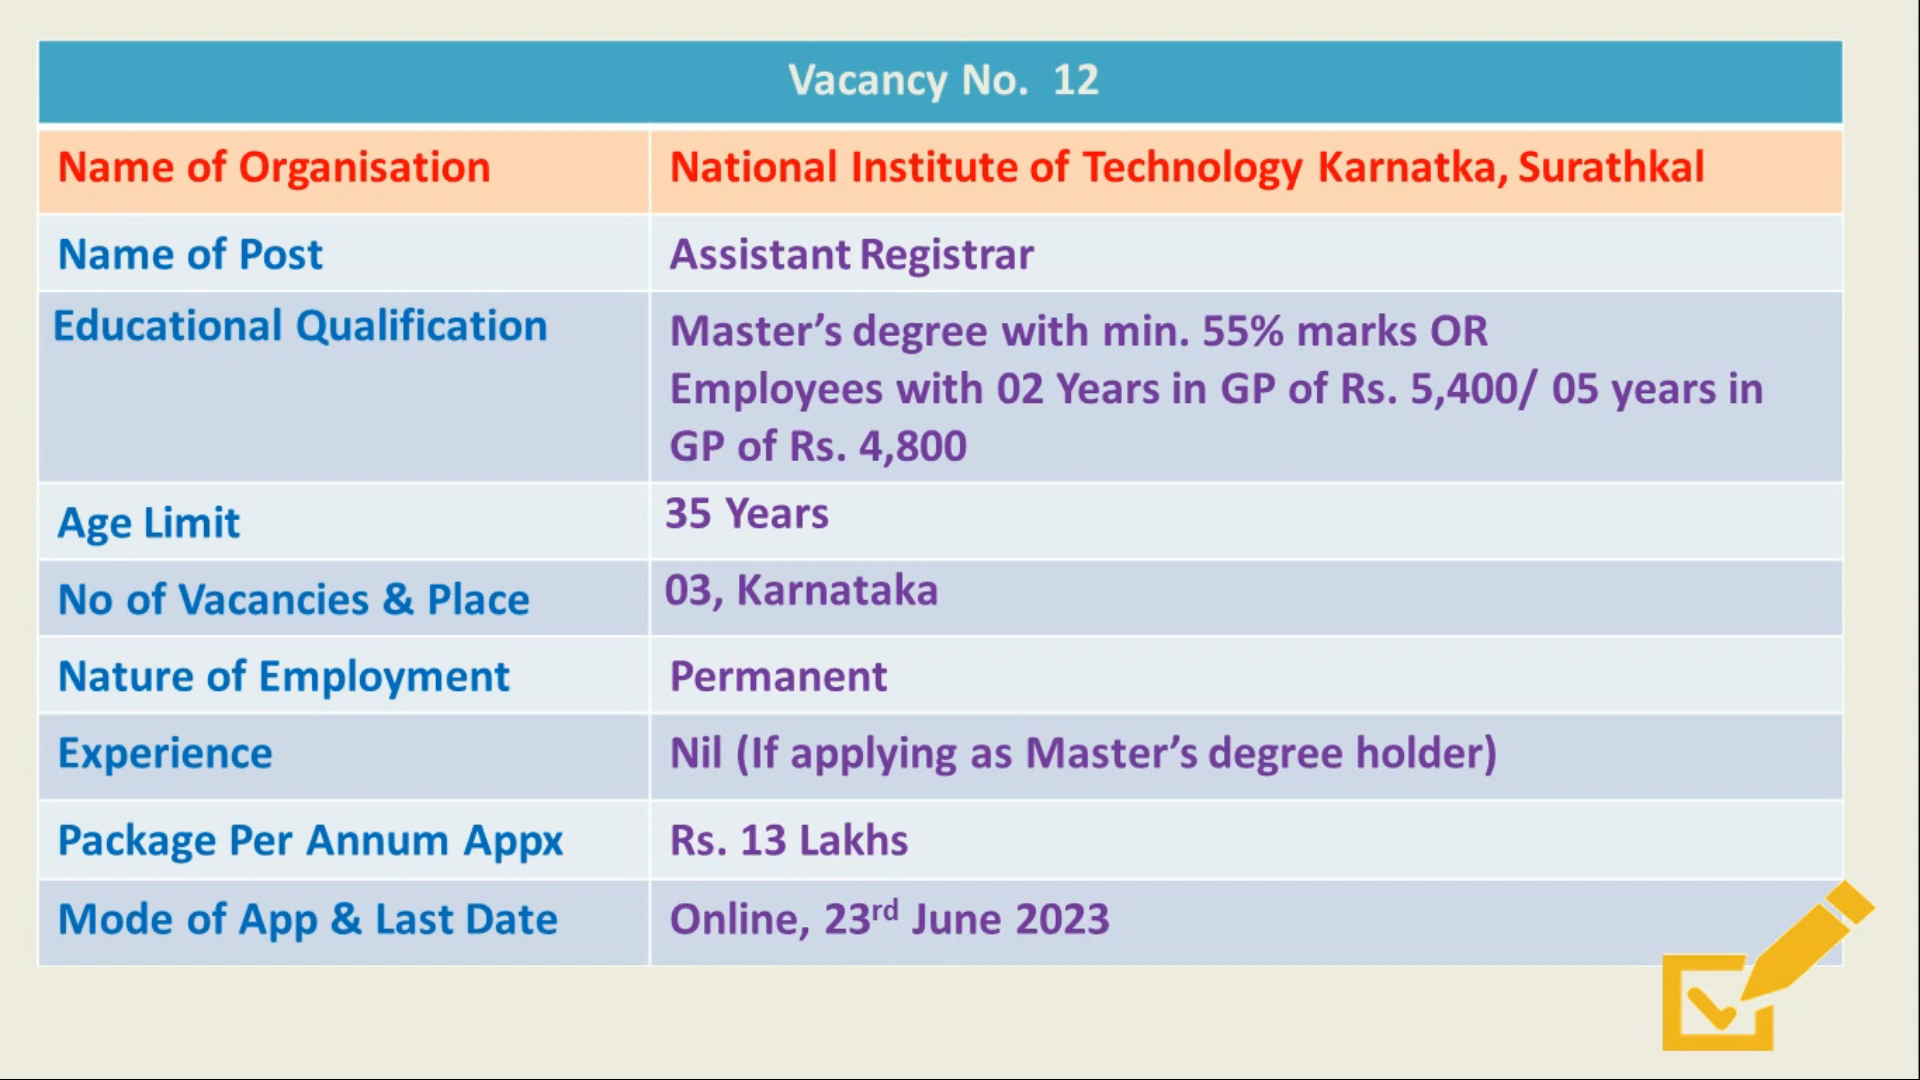 Vacancy No. 12
Name of Organisation
National Institute of Technology Karnatka, Surathkal
Name of Post
Assistant Registrar
Educational Qualification
Master’s degree with min. 55% marks OR
Employees with 02 Years in GP of Rs. 5,400/ 05 years in
GP of Rs. 4,800
Age Limit
35 Years
No of Vacancies & Place
03, Karnataka
Nature of Employment
Permanent
Experience
Nil (If applying as Master’s degree holder)
Package Per Annum Appx
Rs. 13 Lakhs
Mode of App & Last Date
Online, 23rd June 2023